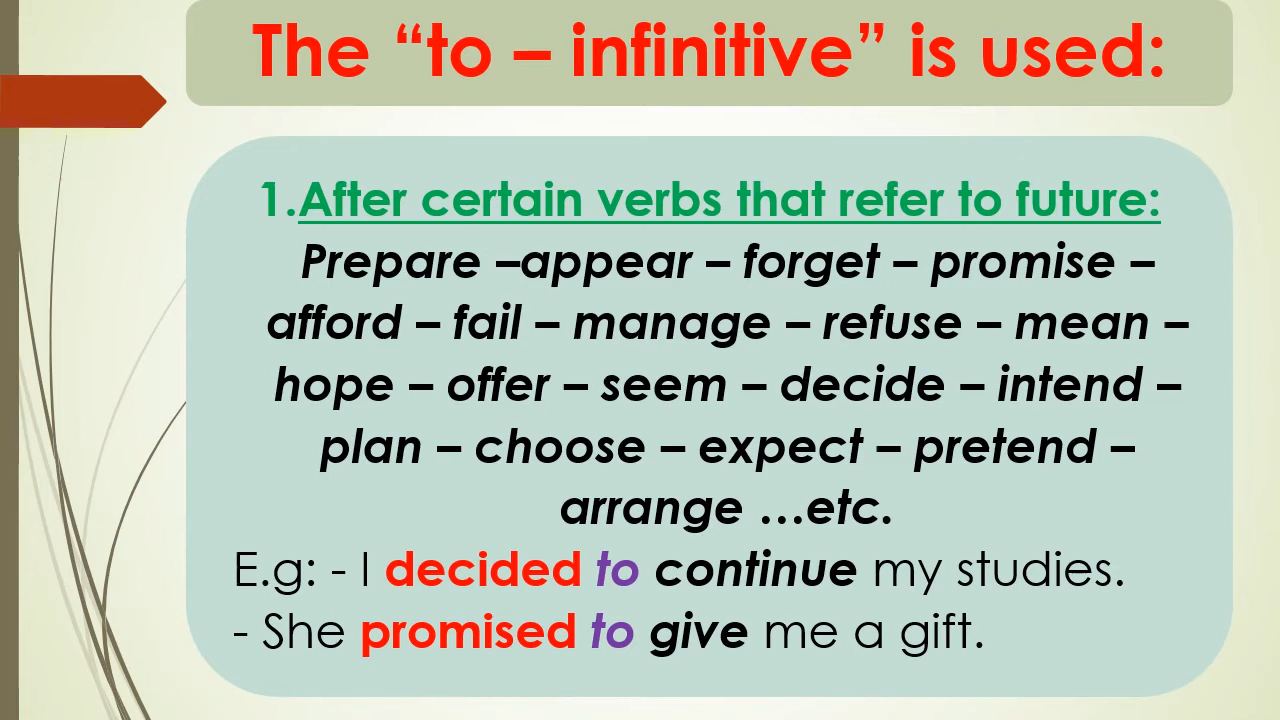 The “to – infinitive” is used:
1.After certain verbs that refer to future:
Prepare –appear – forget – promise –
afford – fail – manage – refuse – mean –
hope – offer – seem – decide – intend –
plan – choose – expect – pretend –
arrange …etc.
E.g: - I decided to continue my studies.
- She promised to give me a gift.